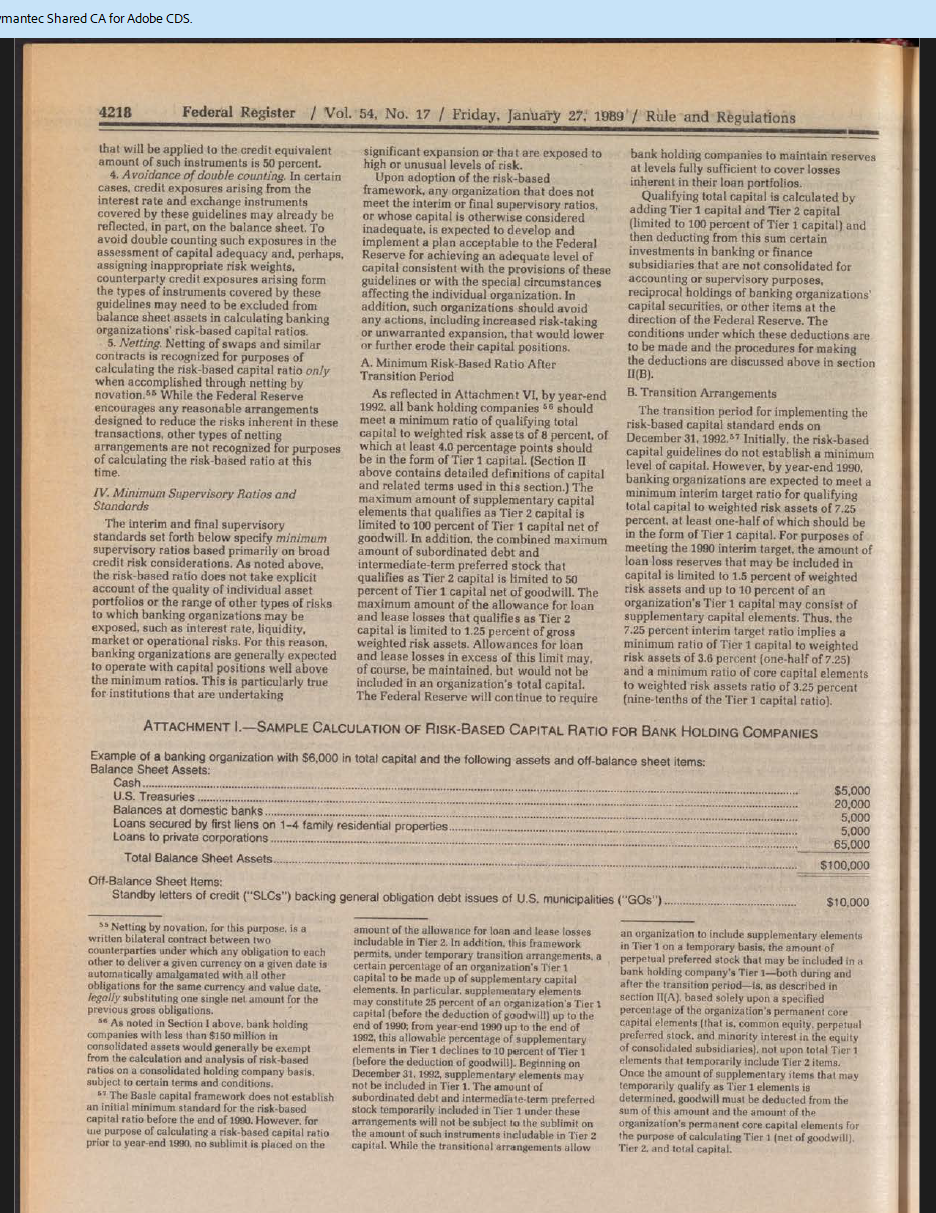 mantec Shared CA for Adobe CDS.
4218 Federal Register / Vol. 54, No. 17 / Friday, January 27, 1989 / Rule and Regulations
that will be applied to the credit equivalent
amount of such instruments is 50 percent.
4. Avoidance of double counting. In certain
cases, credit exposures arising from the
interest rate and exchange instruments
covered by these guidelines may already be
reflected, in part, on the balance sheet. To
avoid double counting such exposures in the
assessment of capital adequacy and, perhaps,
assigning inappropriate risk weights,
counterparty credit exposures arising form
the types of instruments covered by these
guidelines may need to be excluded from
balance sheet assets in calculating banking
organizations' risk-based capital ratios.
5. Netting. Netting of swaps and similar
contracts is recognized for purposes of
calculating the risk-based capital ratio only
when accomplished through netting by
novation.⁵⁵ While the Federal Reserve
encourages any reasonable arrangements
designed to reduce the risks inherent in these
transactions, other types of netting
arrangements are not recognized for purposes
of calculating the risk-based ratio at this
time.
IV. Minimum Supervisory Ratios and
Standards
The interim and final supervisory
standards set forth below specify minimum
supervisory ratios based primarily on broad
credit risk considerations. As noted above,
the risk-based ratio does not take explicit
account of the quality of individual asset
portfolios or the range of other types of risks
to which banking organizations may be
exposed, such as interest rate, liquidity,
market or operational risks. For this reason,
banking organizations are generally expected
to operate with capital positions well above
the minimum ratios. This is particularly true
for institutions that are undertaking
significant expansion or that are exposed to
high or unusual levels of risk.
Upon adoption of the risk-based
framework, any organization that does not
meet the interim or final supervisory ratios,
or whose capital is otherwise considered
inadequate, is expected to develop and
implement a plan acceptable to the Federal
Reserve for achieving an adequate level of
capital consistent with the provisions of these
guidelines or with the special circumstances
affecting the individual organization. In
addition, such organizations should avoid
any actions, including increased risk-taking
or unwarranted expansion, that would lower
or further erode their capital positions.
A. Minimum Risk-Based Ratio After
Transition Period
As reflected in Attachment VI, by year-end
1992, all bank holding companies ⁵⁶ should
meet a minimum ratio of qualifying total
capital to weighted risk assets of 8 percent, of
which at least 4.0 percentage points should
be in the form of Tier 1 capital. (Section II
above contains detailed definitions of capital
and related terms used in this section.) The
maximum amount of supplementary capital
elements that qualifies as Tier 2 capital is
limited to 100 percent of Tier 1 capital net of
goodwill. In addition, the combined maximum
amount of subordinated debt and
intermediate-term preferred stock that
qualifies as Tier 2 capital is limited to 50
percent of Tier 1 capital net of goodwill. The
maximum amount of the allowance for loan
and lease losses that qualifies as Tier 2
capital is limited to 1.25 percent of gross
weighted risk assets. Allowances for loan
and lease losses in excess of this limit may,
of course, be maintained, but would not be
included in an organization's total capital.
The Federal Reserve will continue to require
bank holding companies to maintain reserves
at levels fully sufficient to cover losses
inherent in their loan portfolios.
Qualifying total capital is calculated by
adding Tier 1 capital and Tier 2 capital
(limited to 100 percent of Tier 1 capital) and
then deducting from this sum certain
investments in banking or finance
subsidiaries that are not consolidated for
accounting or supervisory purposes,
reciprocal holdings of banking organizations'
capital securities, or other items at the
direction of the Federal Reserve. The
conditions under which these deductions are
to be made and the procedures for making
the deductions are discussed above in section
II(B).
B. Transition Arrangements
The transition period for implementing the
risk-based capital standard ends on
December 31, 1992.⁵⁷ Initially, the risk-based
capital guidelines do not establish a minimum
level of capital. However, by year-end 1990,
banking organizations are expected to meet a
minimum interim target ratio for qualifying
total capital to weighted risk assets of 7.25
percent, at least one-half of which should be
in the form of Tier 1 capital. For purposes of
meeting the 1990 interim target, the amount of
loan loss reserves that may be included in
capital is limited to 1.5 percent of weighted
risk assets and up to 10 percent of an
organization's Tier 1 capital may consist of
supplementary capital elements. Thus, the
7.25 percent interim target ratio implies a
minimum ratio of Tier 1 capital to weighted
risk assets of 3.6 percent (one-half of 7.25)
and a minimum ratio of core capital elements
to weighted risk assets ratio of 3.25 percent
(nine-tenths of the Tier 1 capital ratio).
ATTACHMENT I.—SAMPLE CALCULATION OF RISK-BASED CAPITAL RATIO FOR BANK HOLDING COMPANIES
Example of a banking organization with $6,000 in total capital and the following assets and off-balance sheet items:
Balance Sheet Assets:
Cash $5,000
U.S. Treasuries 20,000
Balances at domestic banks 5,000
Loans secured by first liens on 1-4 family residential properties 5,000
Loans to private corporations 65,000
Total Balance Sheet Assets $100,000
Off-Balance Sheet Items:
Standby letters of credit ("SLCs") backing general obligation debt issues of U.S. municipalities ("GOs") $10,000
⁵⁵ Netting by novation, for this purpose, is a
written bilateral contract between two
counterparties under which any obligation to each
other to deliver a given currency on a given date is
automatically amalgamated with all other
obligations for the same currency and value date,
legally substituting one single net amount for the
previous gross obligations.
⁵⁶ As noted in Section I above, bank holding
companies with less than $150 million in
consolidated assets would generally be exempt
from the calculation and analysis of risk-based
ratios on a consolidated holding company basis,
subject to certain terms and conditions.
⁵⁷ The Basle capital framework does not establish
an initial minimum standard for the risk-based
capital ratio before the end of 1990. However, for
the purpose of calculating a risk-based capital ratio
prior to year-end 1990, no sublimit is placed on the
amount of the allowance for loan and lease losses
includable in Tier 2. In addition, this framework
permits, under temporary transition arrangements, a
certain percentage of an organization's Tier 1
capital to be made up of supplementary capital
elements. In particular, supplementary elements
may constitute 25 percent of an organization's Tier 1
capital (before the deduction of goodwill) up to the
end of 1990; from year-end 1990 up to the end of
1992, this allowable percentage of supplementary
elements in Tier 1 declines to 10 percent of Tier 1
(before the deduction of goodwill). Beginning on
December 31, 1992, supplementary elements may
not be included in Tier 1. The amount of
subordinated debt and intermediate-term preferred
stock temporarily included in Tier 1 under these
arrangements will not be subject to the sublimit on
the amount of such instruments includable in Tier 2
capital. While the transitional arrangements allow
an organization to include supplementary elements
in Tier 1 on a temporary basis, the amount of
perpetual preferred stock that may be included in a
bank holding company's Tier 1—both during and
after the transition period—is, as described in
section II(A), based solely upon a specified
percentage of the organization's permanent core
capital elements (that is, common equity, perpetual
preferred stock, and minority interest in the equity
of consolidated subsidiaries), not upon total Tier 1
elements that temporarily include Tier 2 items.
Once the amount of supplementary items that may
temporarily qualify as Tier 1 elements is
determined, goodwill must be deducted from the
sum of this amount and the amount of the
organization's permanent core capital elements for
the purpose of calculating Tier 1 (net of goodwill),
Tier 2, and total capital.